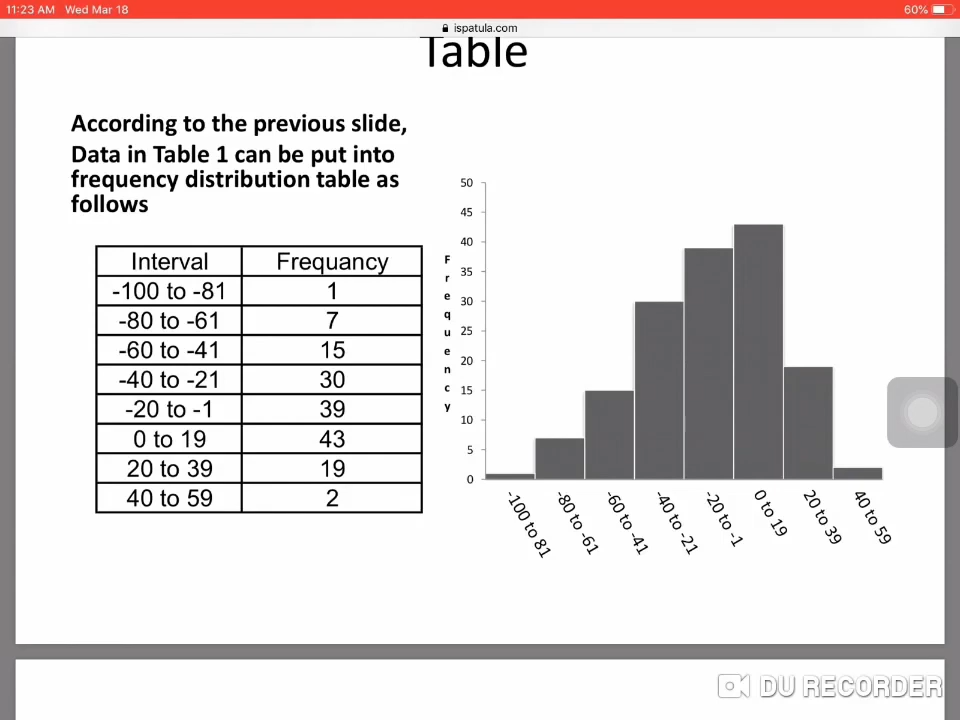 11:23 AM Wed Mar 18
60%
ispatula.com
Table
According to the previous slide,
Data in Table 1 can be put into
frequency distribution table as
follows
Interval Frequancy
-100 to -81 1
-80 to -61 7
-60 to -41 15
-40 to -21 30
-20 to -1 39
0 to 19 43
20 to 39 19
40 to 59 2
Frequency
50
45
40
35
30
25
20
15
10
5
0
-100 to 81
-80 to -61
-60 to -41
-40 to -21
-20 to -1
0 to 19
20 to 39
40 to 59
DU RECORDER